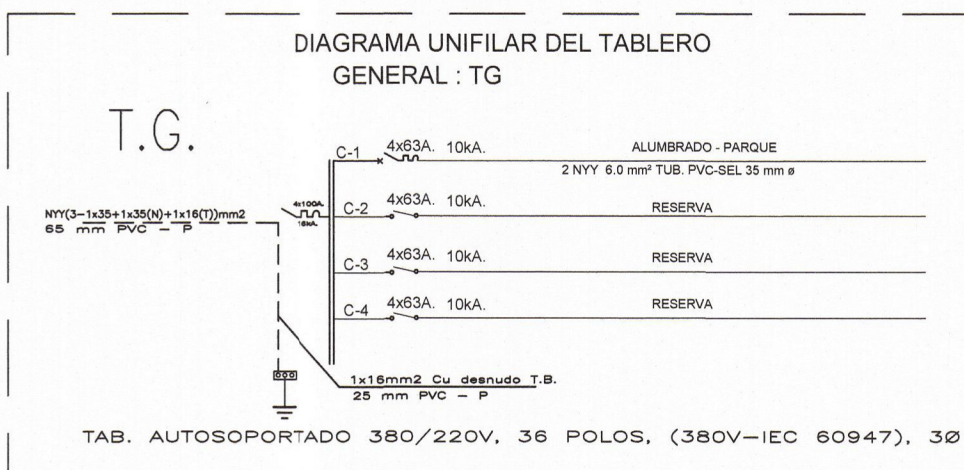 DIAGRAMA UNIFILAR DEL TABLERO
GENERAL : TG
T.G.
C-1 4x63A. 10kA. ALUMBRADO - PARQUE
2 NYY 6.0 mm² TUB. PVC-SEL 35 mm ø
4x100A.
16kA.
NYY(3-1x35+1x35(N)+1x16(T))mm2
65 mm PVC - P
C-2 4x63A. 10kA. RESERVA
C-3 4x63A. 10kA. RESERVA
C-4 4x63A. 10kA. RESERVA
1x16mm2 Cu desnudo T.B.
25 mm PVC - P
TAB. AUTOSOPORTADO 380/220V, 36 POLOS, (380V-IEC 60947), 3Ø